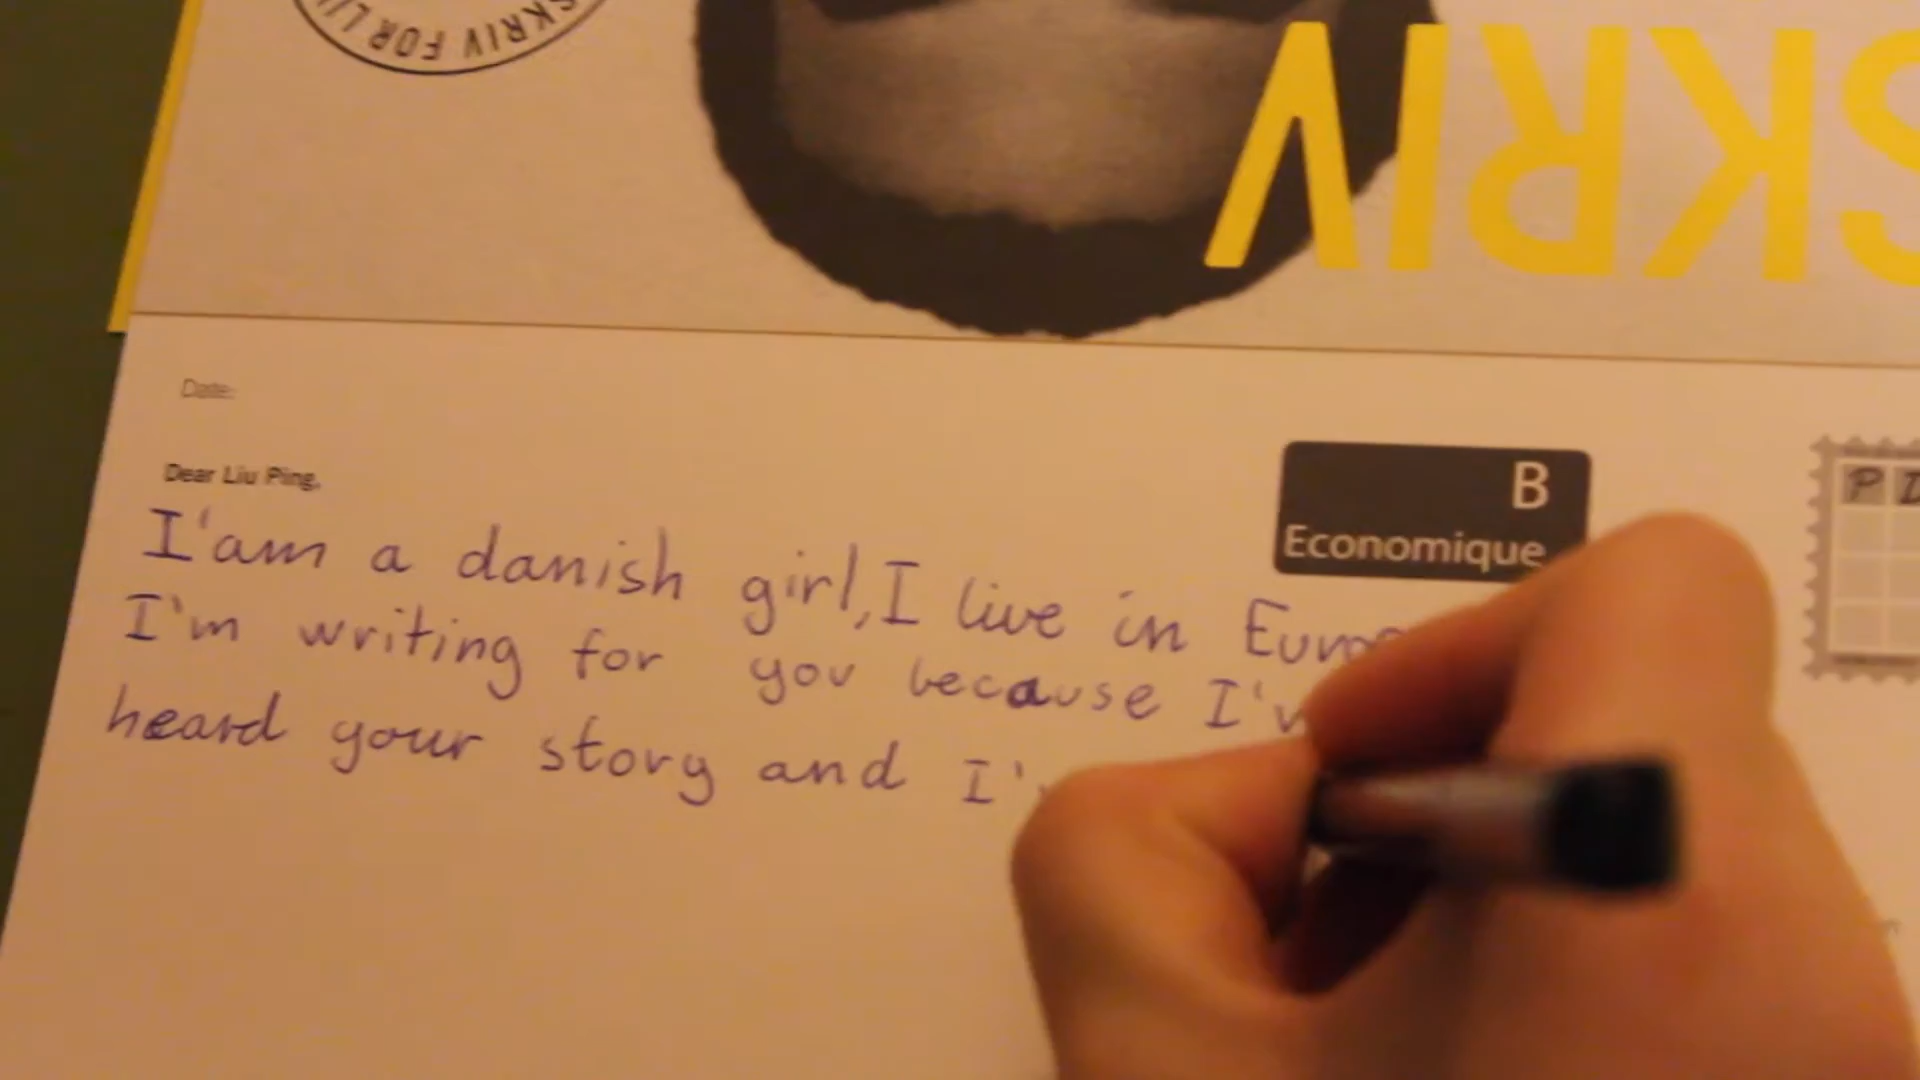 SKRIV FOR
SKRIV
Date:
Dear Liu Ping,
B
Economique
P
I'am a danish girl, I live in
I'm writing for you because
heard your story and